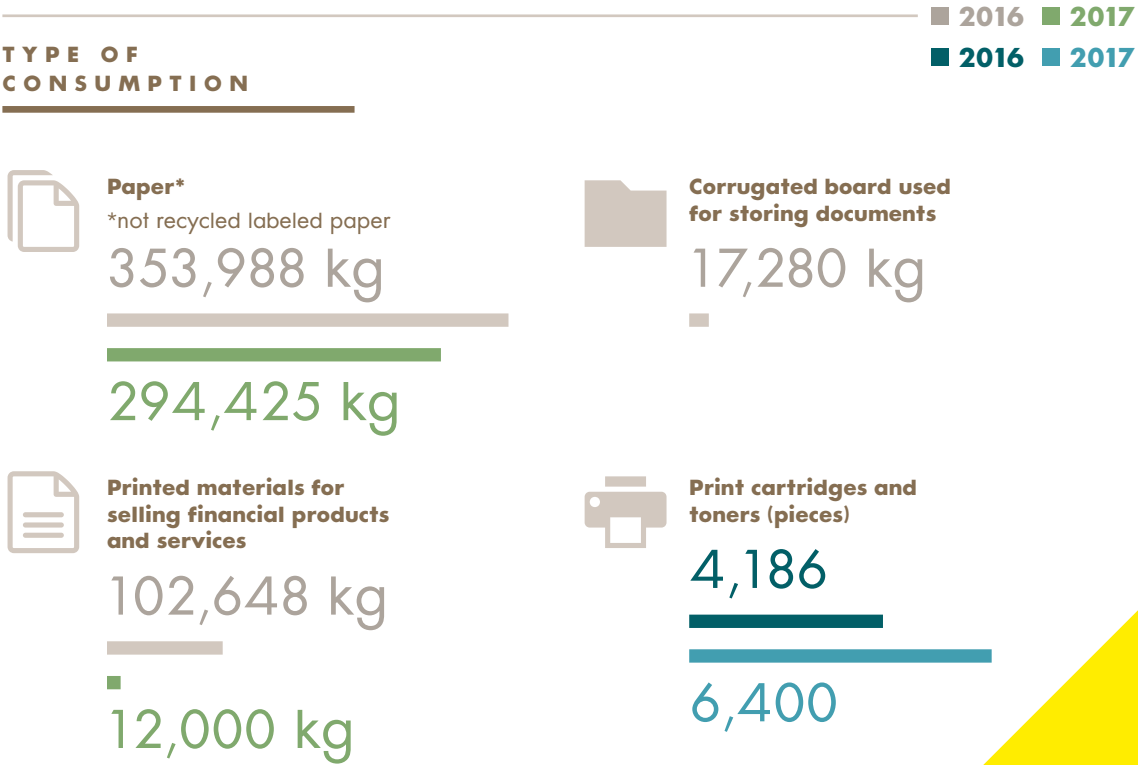 2016 2017
2016 2017
TYPE OF
CONSUMPTION
Paper*
*not recycled labeled paper
353,988 kg
294,425 kg
Corrugated board used
for storing documents
17,280 kg
Printed materials for
selling financial products
and services
102,648 kg
12,000 kg
Print cartridges and
toners (pieces)
4,186
6,400